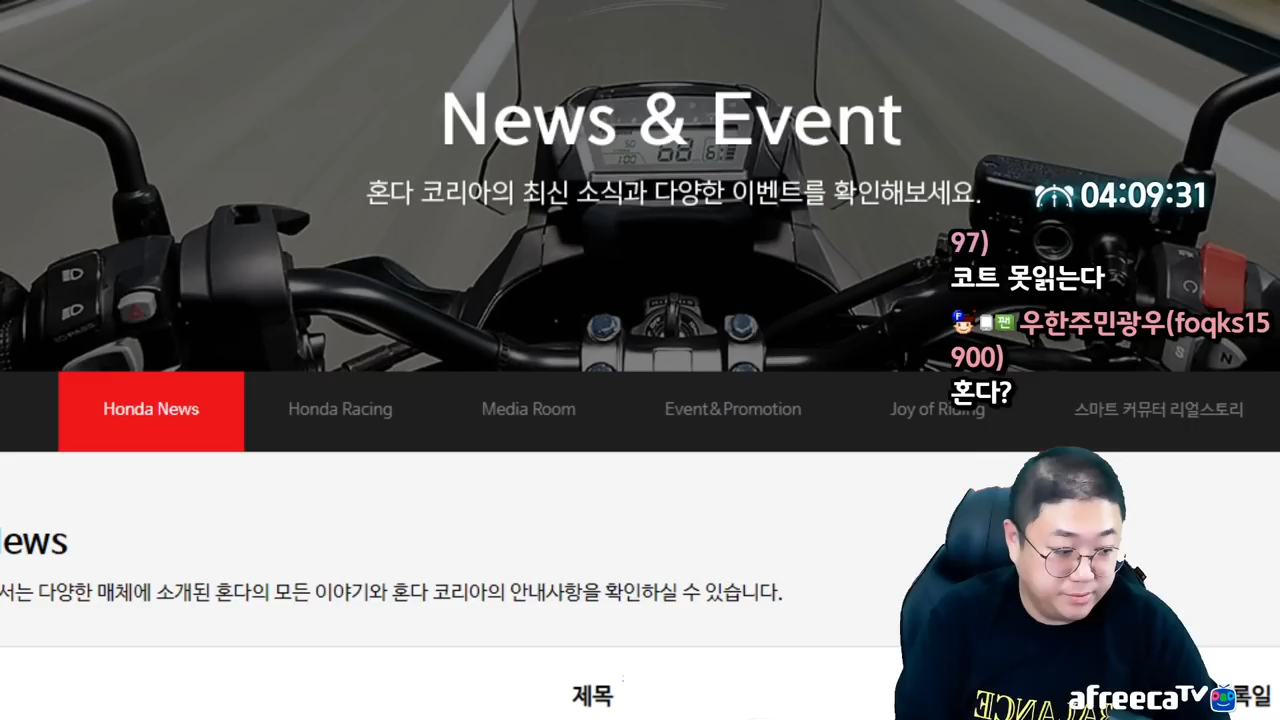 News & Event
혼다 코리아의 최신 소식과 다양한 이벤트를 확인해보세요.
04:09:31
97)
코트 못읽는다
우한주민광우(foqks15
900)
혼다?
Honda News
Honda Racing
Media Room
Event&Promotion
Joy of Riding
스마트 커뮤터 리얼스토리
News
서는 다양한 매체에 소개된 혼다의 모든 이야기와 혼다 코리아의 안내사항을 확인하실 수 있습니다.
제목
록일
BALANCE
afreecaTV